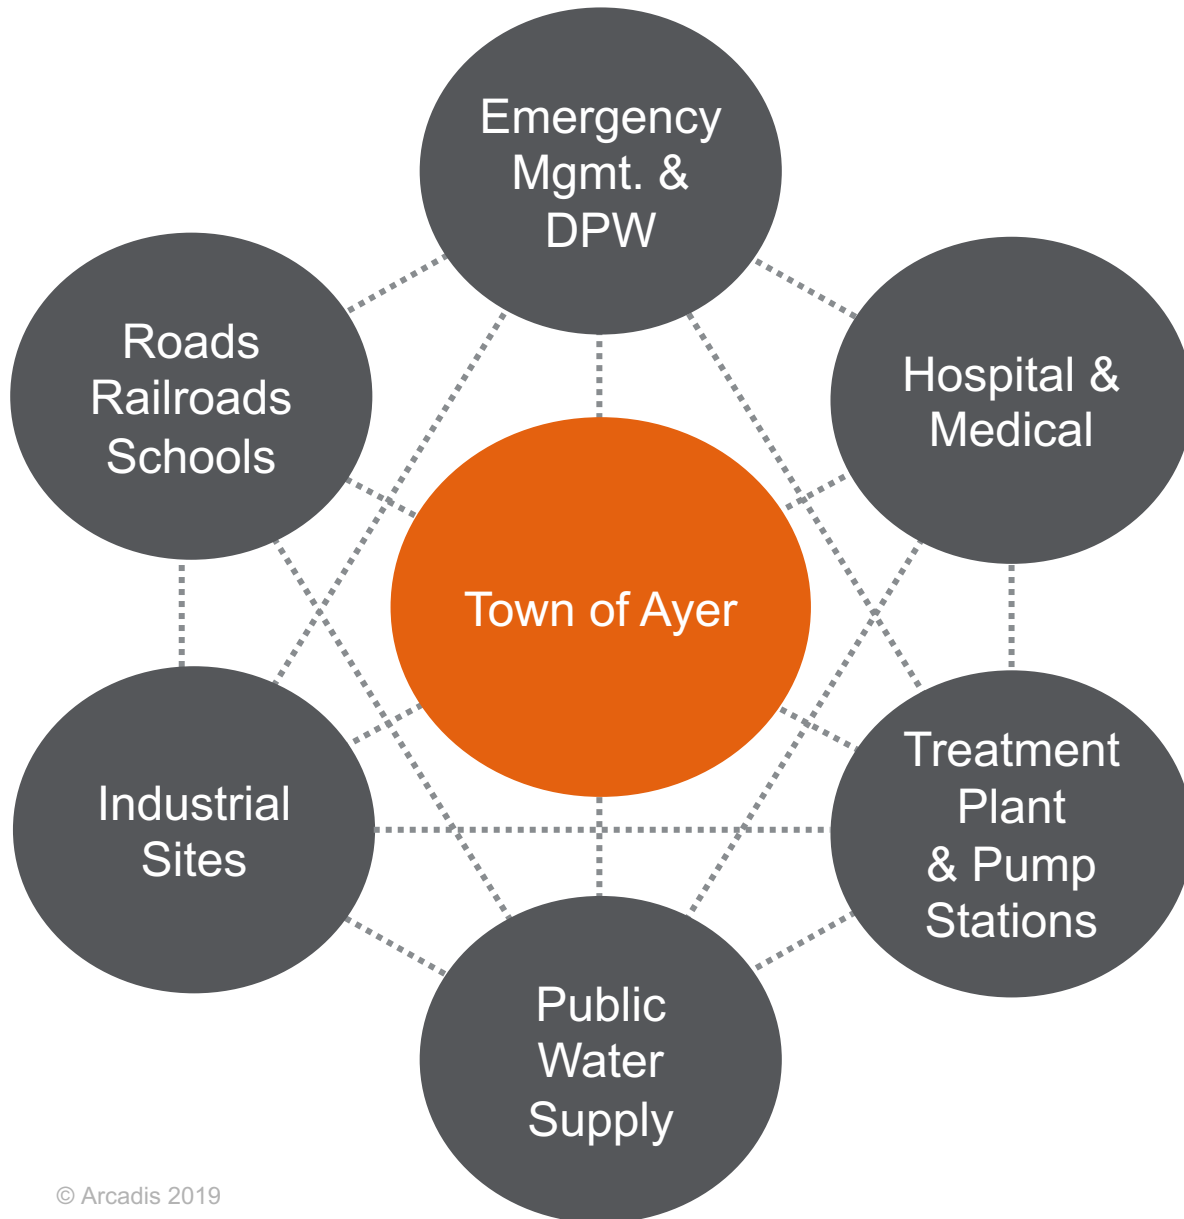 Emergency
Mgmt. &
DPW
Roads
Railroads
Schools
Hospital &
Medical
Town of Ayer
Industrial
Sites
Treatment
Plant
& Pump
Stations
Public
Water
Supply
© Arcadis 2019